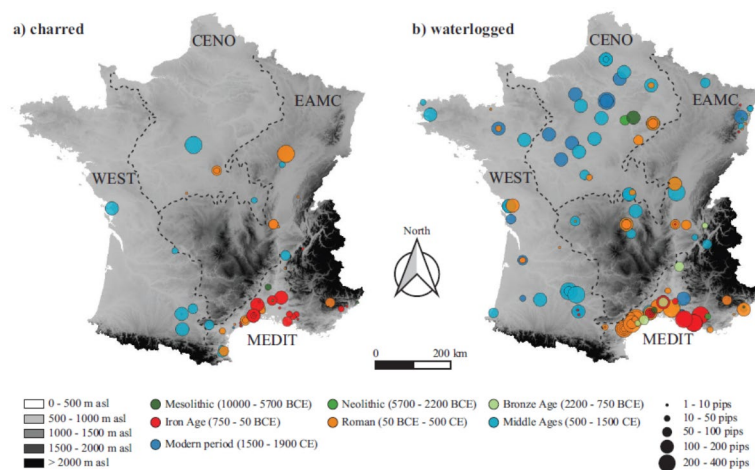 a) charred
CENO
EAMC
WEST
MEDIT
b) waterlogged
CENO
EAMC
WEST
MEDIT
North
0 200 km
0 - 500 m asl
500 - 1000 m asl
1000 - 1500 m asl
1500 - 2000 m asl
> 2000 m asl
Mesolithic (10000 - 5700 BCE)
Iron Age (750 - 50 BCE)
Modern period (1500 - 1900 CE)
Neolithic (5700 - 2200 BCE)
Roman (50 BCE - 500 CE)
Bronze Age (2200 - 750 BCE)
Middle Ages (500 - 1500 CE)
1 - 10 pips
10 - 50 pips
50 - 100 pips
100 - 200 pips
200 - 400 pips